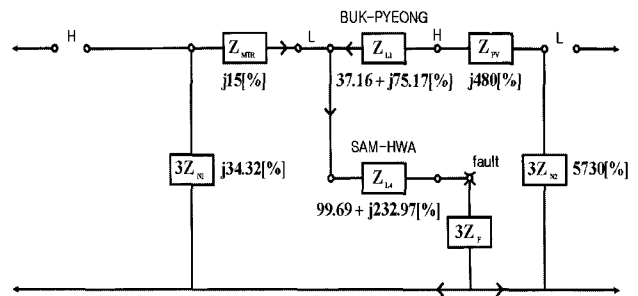 BUK-PYEONG
H
Z_MTR
L
Z_L1
H
Z_PV
L
j15[%]
37.16 + j75.17[%]
j480[%]
SAM-HWA
3Z_N1
j34.32[%]
Z_L4
fault
3Z_N2
5730[%]
99.69 + j232.97[%]
3Z_F